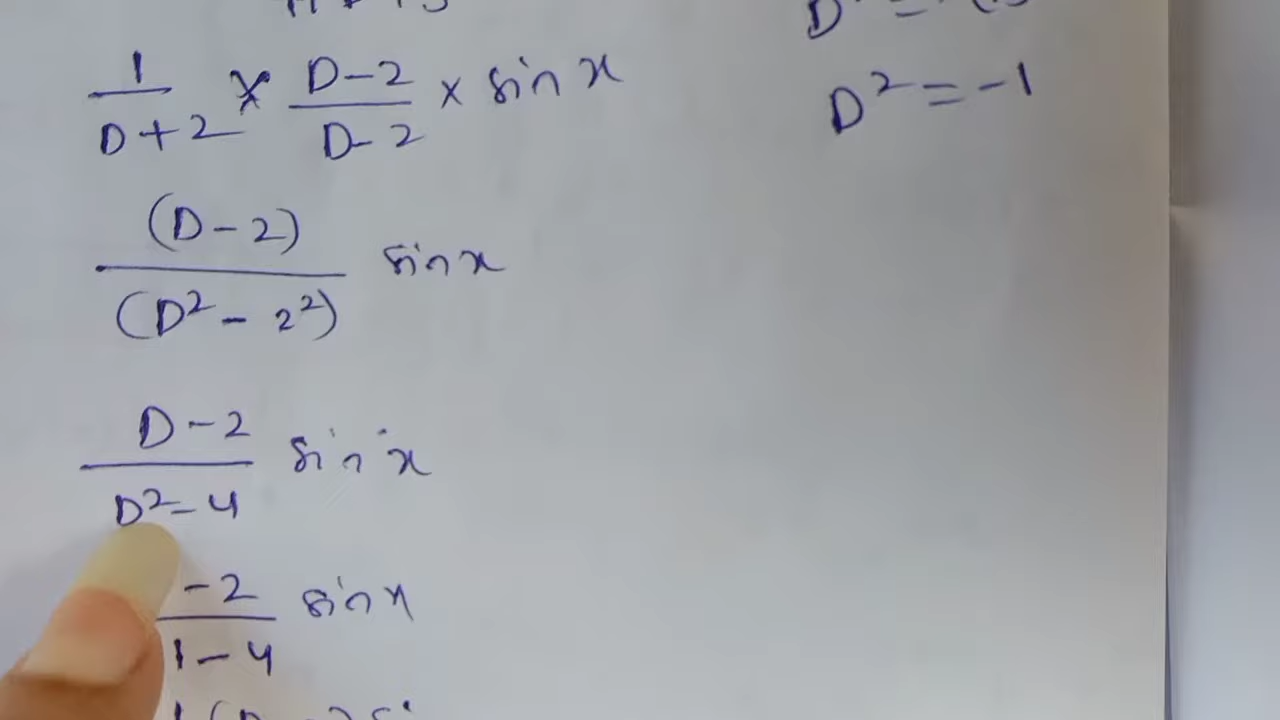 D² = -1
1/(D+2) × (D-2)/(D-2) × sin x
(D-2)/(D² - 2²) sin x
D-2/D²-4 sin x
-2/1-4 sin x